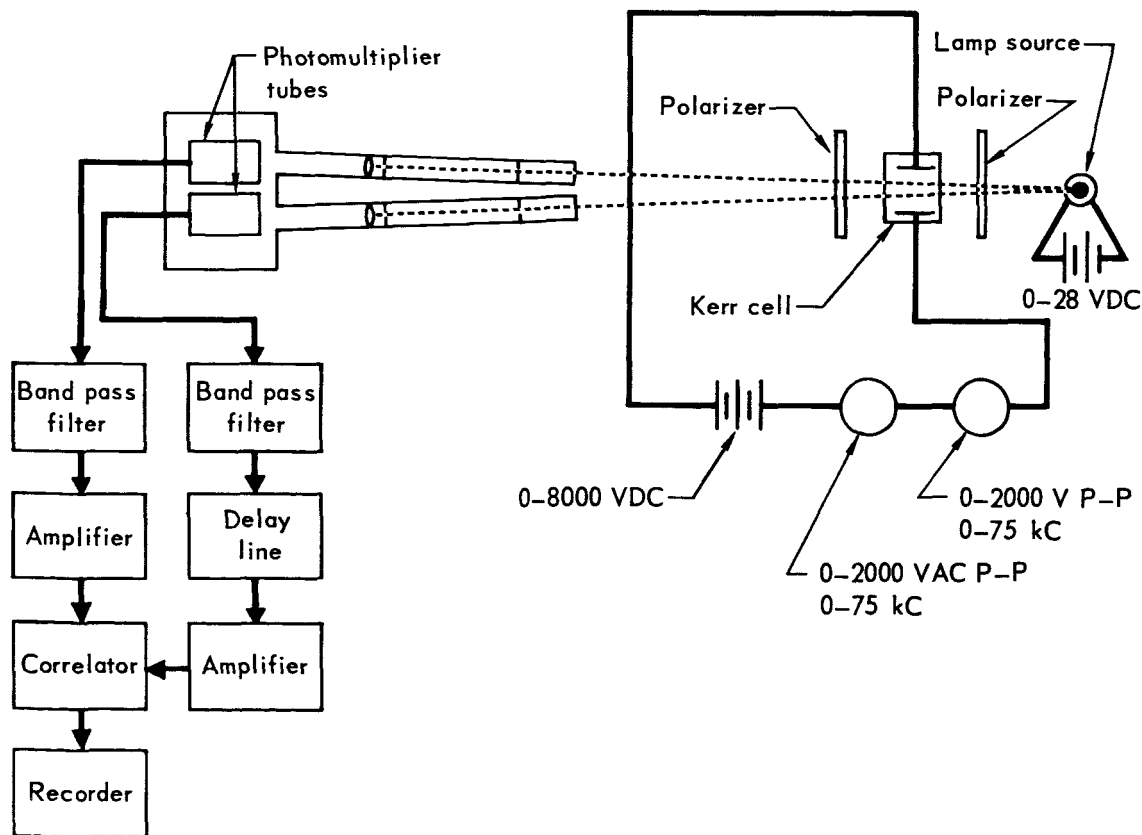 Lamp source
Photomultiplier
tubes
Polarizer
Polarizer
Kerr cell
0-28 VDC
Band pass
filter
Band pass
filter
0-8000 VDC
0-2000 V P-P
0-75 kC
Amplifier
Delay
line
0-2000 VAC P-P
0-75 kC
Correlator
Amplifier
Recorder